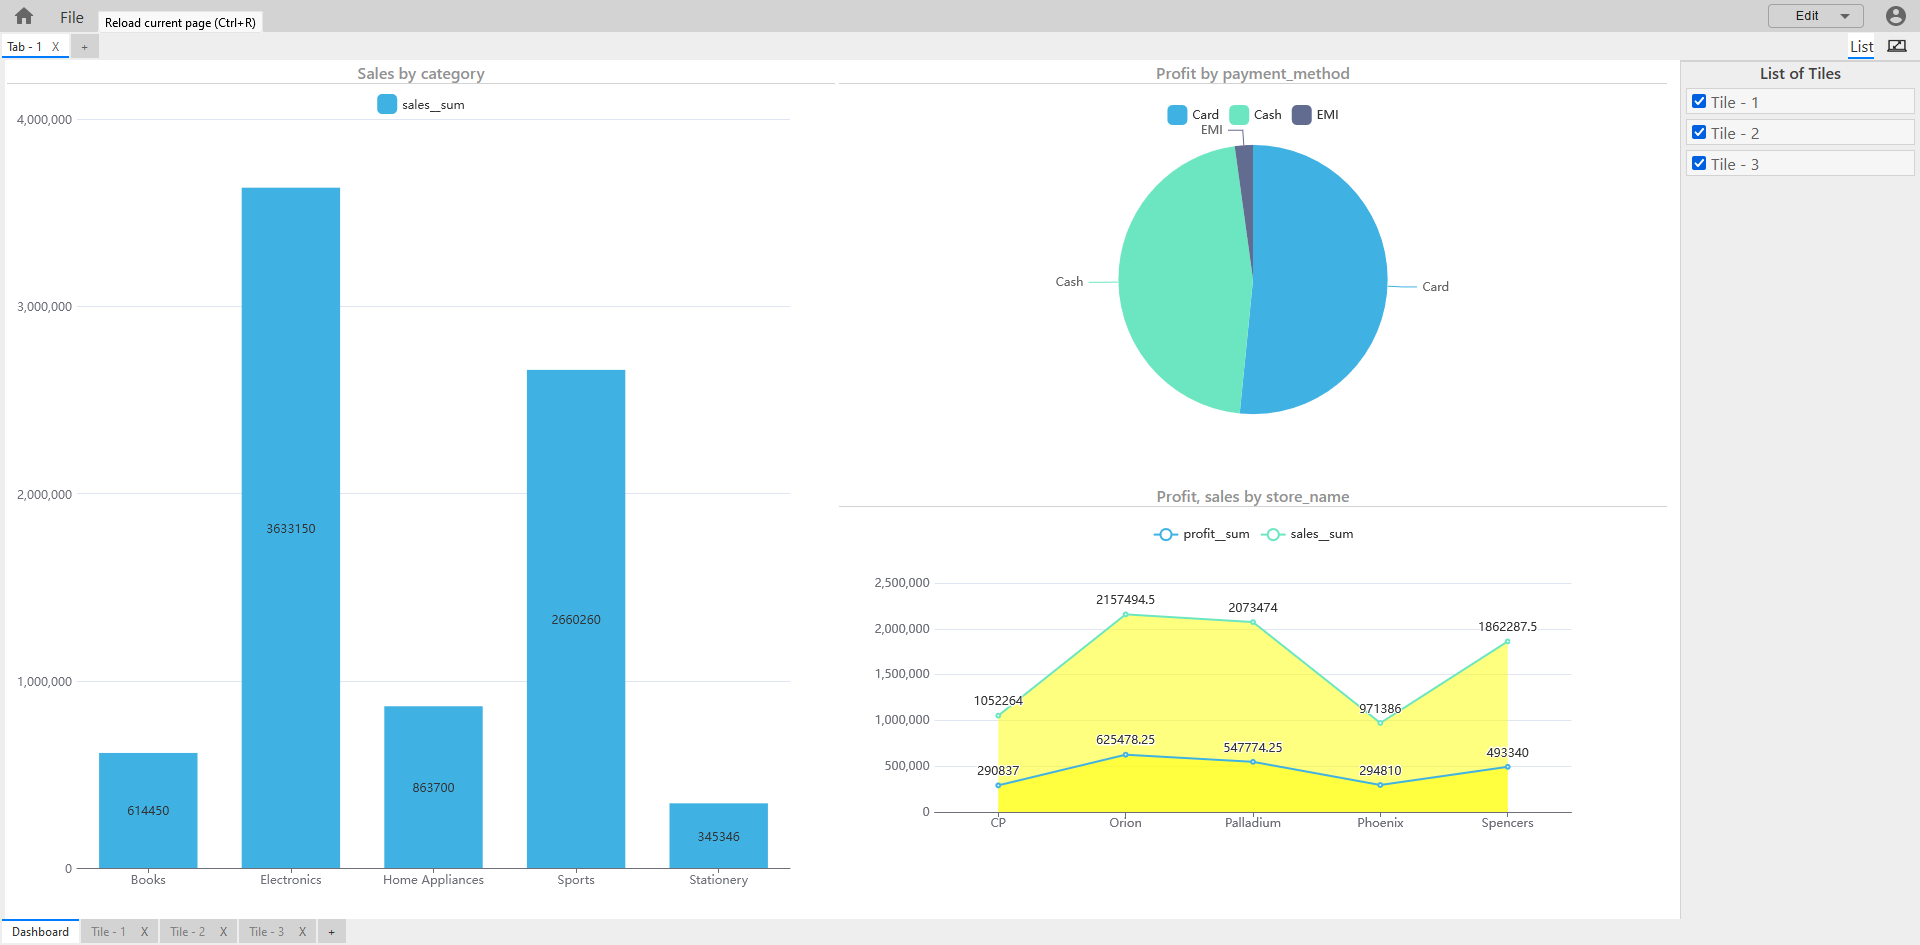 File
Reload current page (Ctrl+R)
Edit
Tab - 1 X +
List
Sales by category
sales__sum
4,000,000
3,000,000
2,000,000
1,000,000
0
3633150
2660260
863700
614450
345346
Books Electronics Home Appliances Sports Stationery
Profit by payment_method
Card Cash EMI
EMI
Cash
Card
Profit, sales by store_name
profit__sum sales__sum
2,500,000
2,000,000
1,500,000
1,000,000
500,000
0
2157494.5
2073474
1862287.5
1052264
971386
625478.25
547774.25
493340
290837
294810
CP Orion Palladium Phoenix Spencers
List of Tiles
Tile - 1
Tile - 2
Tile - 3
Dashboard Tile - 1 X Tile - 2 X Tile - 3 X +